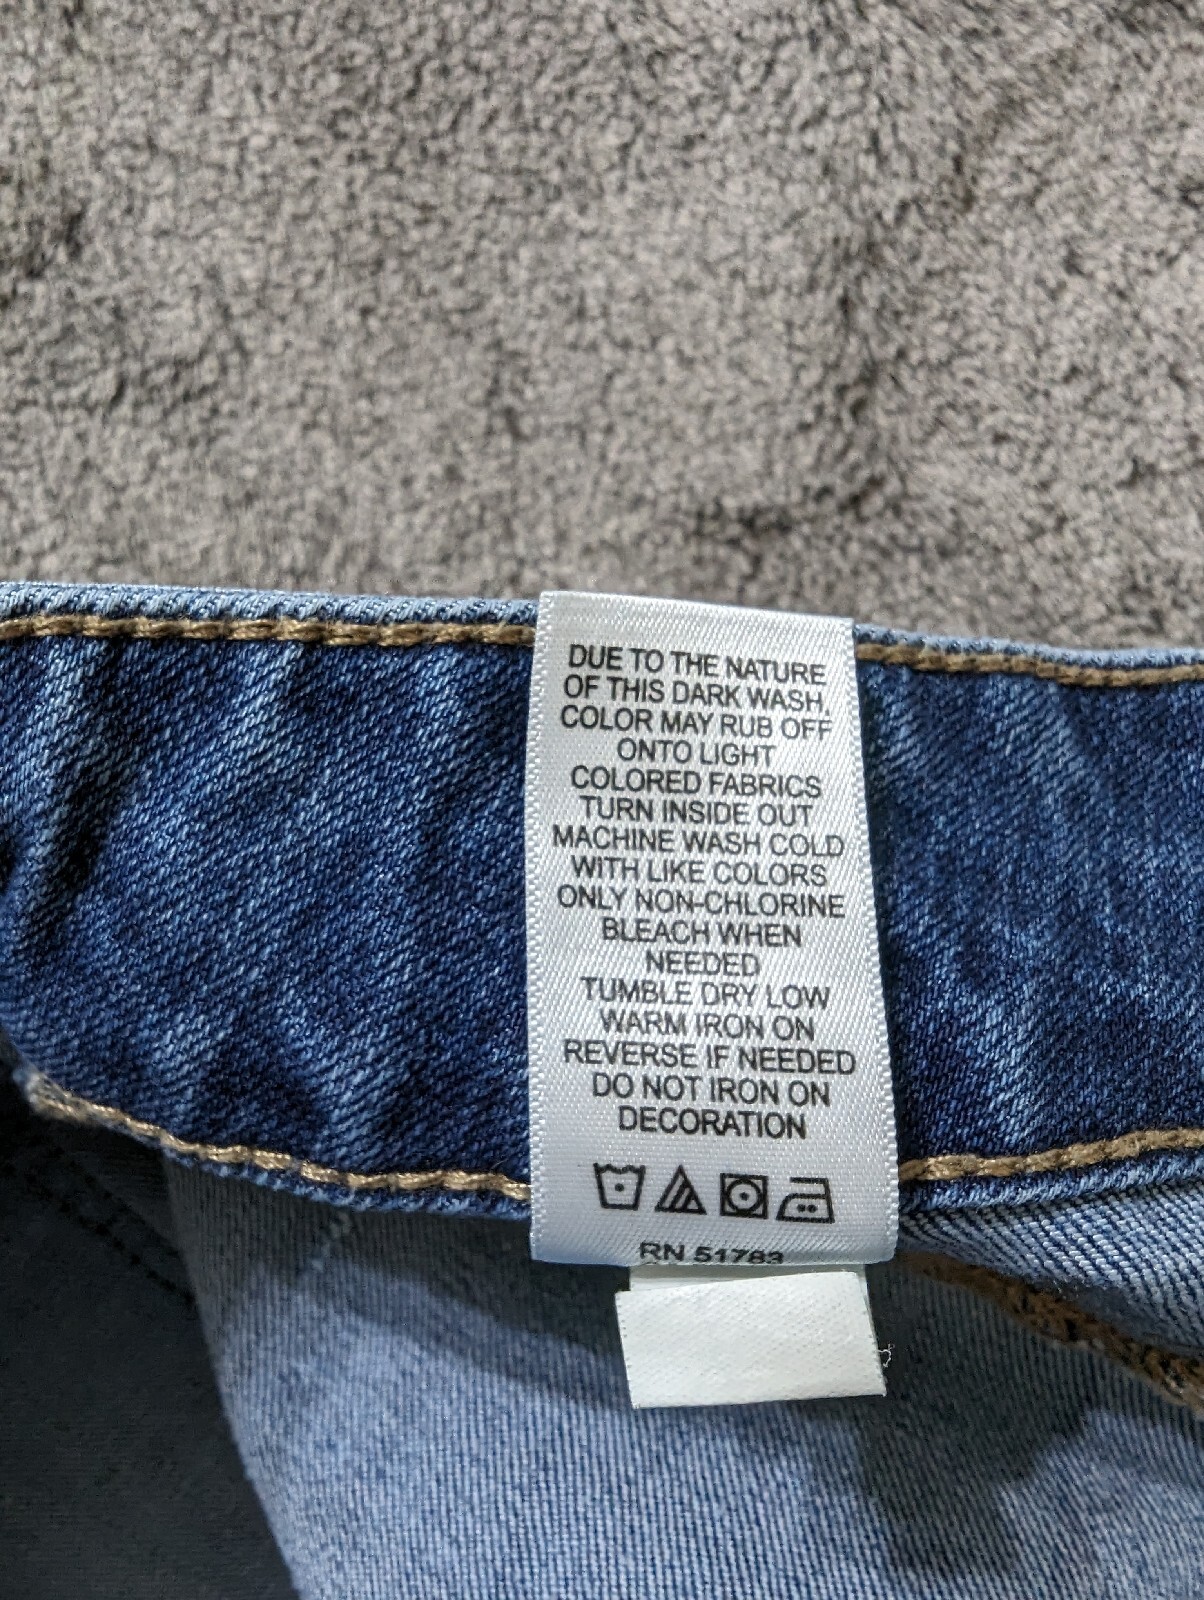 DUE TO THE NATURE
OF THIS DARK WASH,
COLOR MAY RUB OFF
ONTO LIGHT
COLORED FABRICS
TURN INSIDE OUT
MACHINE WASH COLD
WITH LIKE COLORS
ONLY NON-CHLORINE
BLEACH WHEN
NEEDED
TUMBLE DRY LOW
WARM IRON ON
REVERSE IF NEEDED
DO NOT IRON ON
DECORATION
RN 51783